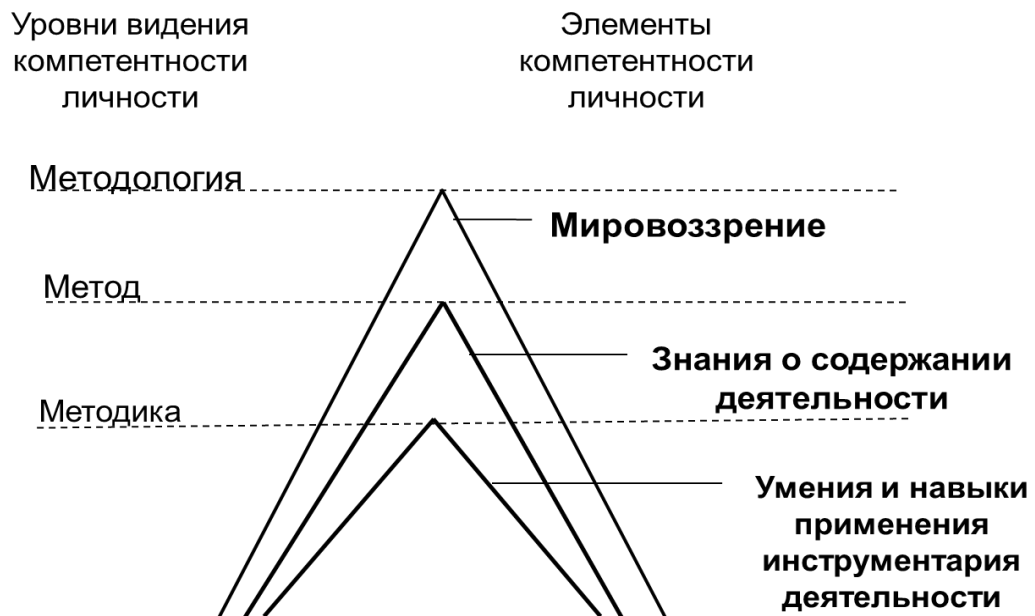 Уровни видения
компетентности
личности
Элементы
компетентности
личности
Методология
Мировоззрение
Метод
Знания о содержании
деятельности
Методика
Умения и навыки
применения
инструментария
деятельности